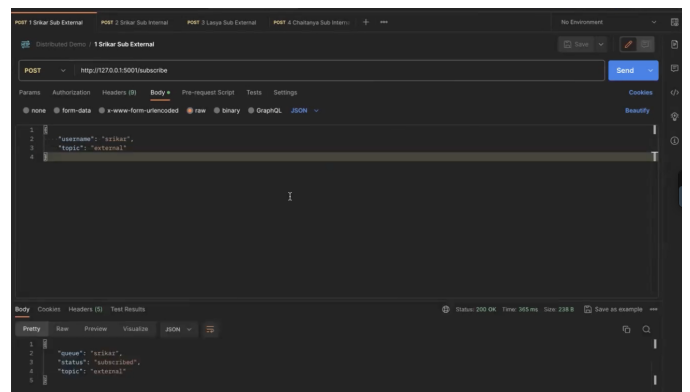 POST 1 Srikar Sub External POST 2 Srikar Sub Internal POST 3 Lasya Sub External POST 4 Chaitanya Sub Intern No Environment
Distributed Demo / 1 Srikar Sub External Save
POST http://127.0.0.1:5001/subscribe Send
Params Authorization Headers (9) Body Pre-request Script Tests Settings Cookies
none form-data x-www-form-urlencoded raw binary GraphQL JSON Beautify
1 {
2 "username": "srikar",
3 "topic": "external"
4 }
Body Cookies Headers (5) Test Results Status: 200 OK Time: 365 ms Size: 238 B Save as example
Pretty Raw Preview Visualize JSON
1 {
2 "queue": "srikar",
3 "status": "subscribed",
4 "topic": "external"
5 }